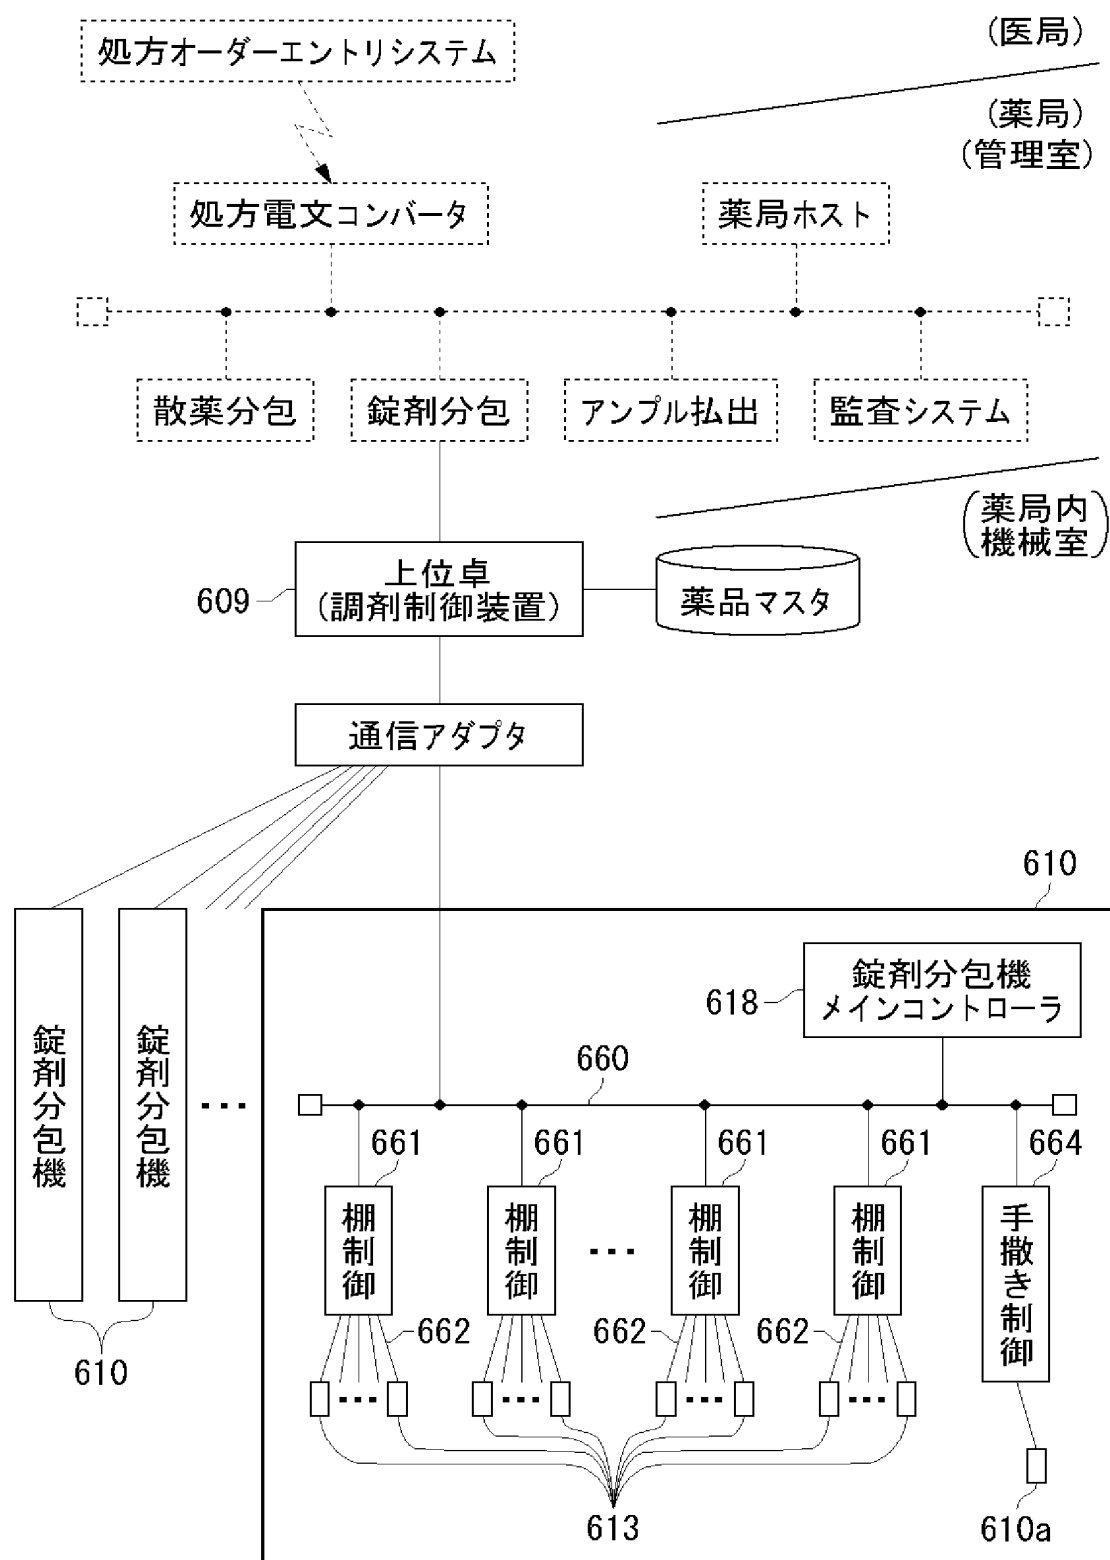 処方オーダーエントリシステム
(医局)
(薬局)
(管理室)
処方電文コンバータ
薬局ホスト
散薬分包
錠剤分包
アンプル払出
監査システム
(薬局内
機械室)
609
上位卓
(調剤制御装置)
薬品マスタ
通信アダプタ
610
618
錠剤分包機
メインコントローラ
錠剤分包機
錠剤分包機
・・・
660
661
661
661
661
664
棚制御
棚制御
・・・
棚制御
棚制御
手撒き制御
662
662
662
610
・・・
・・・
・・・
・・・
613
610a